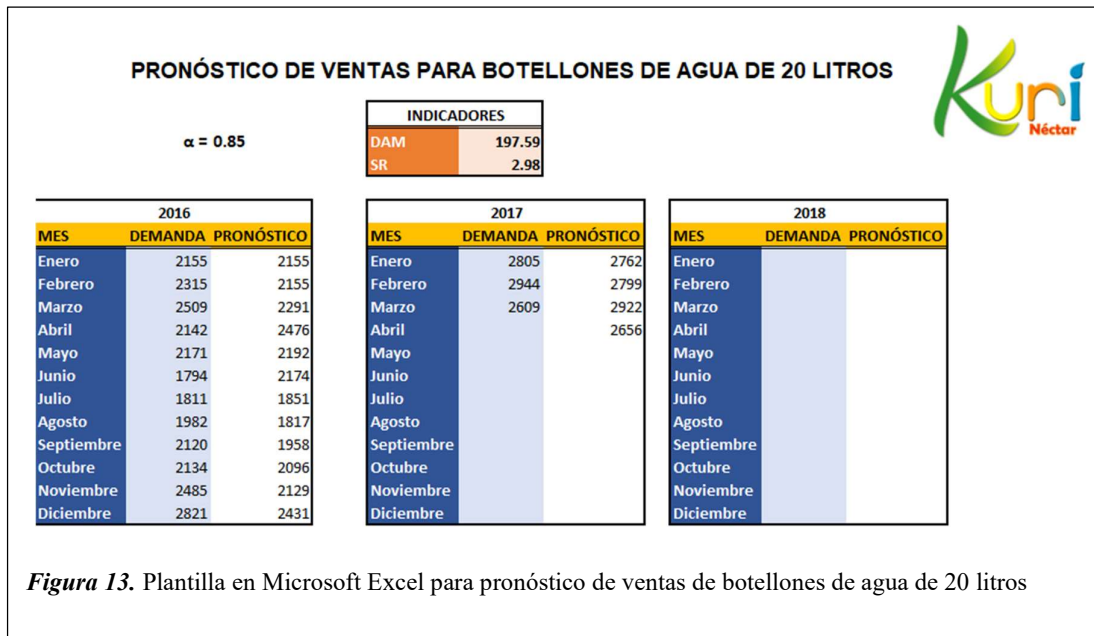 PRONÓSTICO DE VENTAS PARA BOTELLONES DE AGUA DE 20 LITROS
Kuri
Néctar
α = 0.85
INDICADORES
DAM 197.59
SR 2.98
2016
MES DEMANDA PRONÓSTICO
Enero 2155 2155
Febrero 2315 2155
Marzo 2509 2291
Abril 2142 2476
Mayo 2171 2192
Junio 1794 2174
Julio 1811 1851
Agosto 1982 1817
Septiembre 2120 1958
Octubre 2134 2096
Noviembre 2485 2129
Diciembre 2821 2431
2017
MES DEMANDA PRONÓSTICO
Enero 2805 2762
Febrero 2944 2799
Marzo 2609 2922
Abril 2656
Mayo
Junio
Julio
Agosto
Septiembre
Octubre
Noviembre
Diciembre
2018
MES DEMANDA PRONÓSTICO
Enero
Febrero
Marzo
Abril
Mayo
Junio
Julio
Agosto
Septiembre
Octubre
Noviembre
Diciembre
Figura 13. Plantilla en Microsoft Excel para pronóstico de ventas de botellones de agua de 20 litros